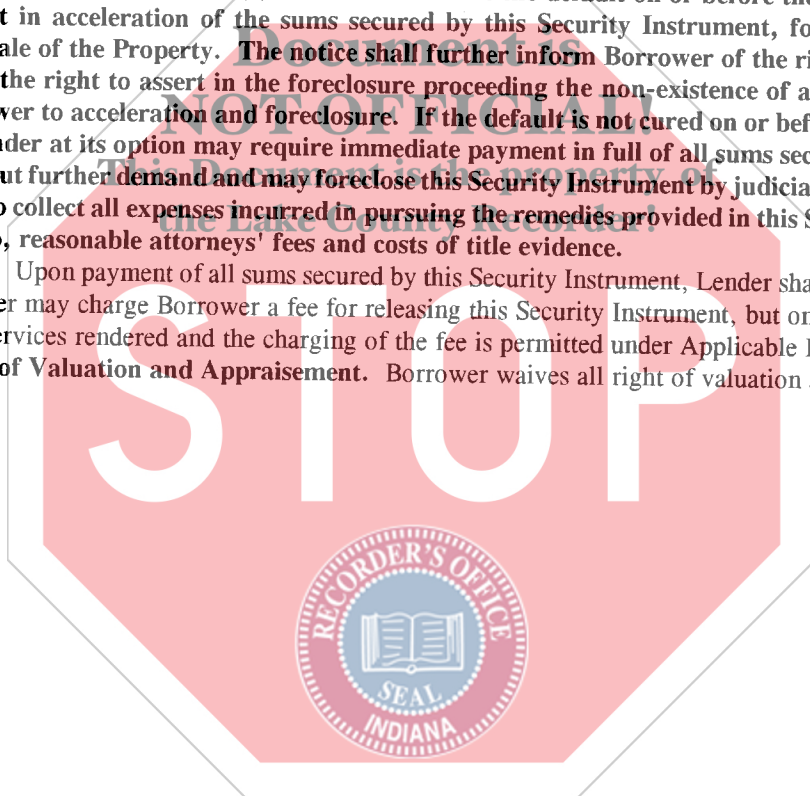 t in acceleration of the sums secured by this Security Instrument, fo
ale of the Property. The notice shall further inform Borrower of the ri
the right to assert in the foreclosure proceeding the non-existence of a
wer to acceleration and foreclosure. If the default is not cured on or bef
nder at its option may require immediate payment in full of all sums sec
ut further demand and may foreclose this Security Instrument by judicia
o collect all expenses incurred in pursuing the remedies provided in this S
, reasonable attorneys' fees and costs of title evidence.
Upon payment of all sums secured by this Security Instrument, Lender sha
er may charge Borrower a fee for releasing this Security Instrument, but on
ervices rendered and the charging of the fee is permitted under Applicable
of Valuation and Appraisement. Borrower waives all right of valuation
Document is
NOT OFFICIAL!
This Document is the property of
the Lake County Recorder!
STOP
RECORDER'S OFFICE
SEAL
INDIANA